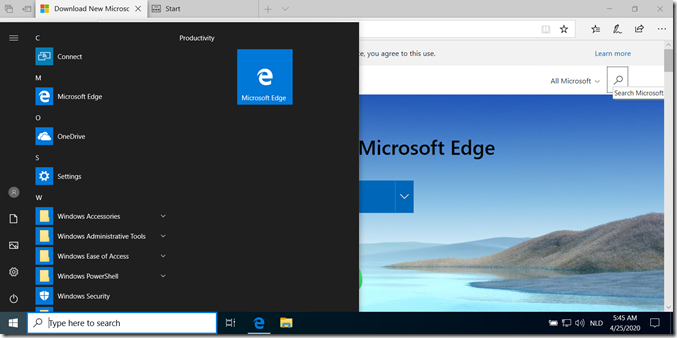 Download New Microso
Start
C
Connect
M
Microsoft Edge
O
OneDrive
S
Settings
W
Windows Accessories
Windows Administrative Tools
Windows Ease of Access
Windows PowerShell
Windows Security
Productivity
Microsoft Edge
e, you agree to this use.
Learn more
All Microsoft
Search Microsoft
Microsoft Edge
Type here to search
NLD
5:45 AM
4/25/2020